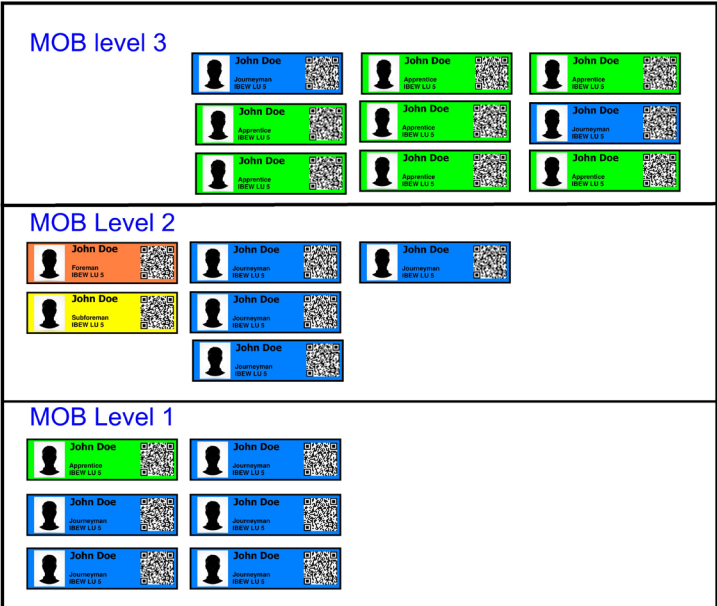 MOB level 3
John Doe
Journeyman
IBEW LU 5
John Doe
Apprentice
IBEW LU 5
John Doe
Apprentice
IBEW LU 5
John Doe
Apprentice
IBEW LU 5
John Doe
Apprentice
IBEW LU 5
John Doe
Journeyman
IBEW LU 5
John Doe
Apprentice
IBEW LU 5
John Doe
Apprentice
IBEW LU 5
John Doe
Apprentice
IBEW LU 5
MOB Level 2
John Doe
Foreman
IBEW LU 5
John Doe
Journeyman
IBEW LU 5
John Doe
Journeyman
IBEW LU 5
John Doe
Subforeman
IBEW LU 5
John Doe
Journeyman
IBEW LU 5
John Doe
Journeyman
IBEW LU 5
MOB Level 1
John Doe
Apprentice
IBEW LU 5
John Doe
Journeyman
IBEW LU 5
John Doe
Journeyman
IBEW LU 5
John Doe
Journeyman
IBEW LU 5
John Doe
Journeyman
IBEW LU 5
John Doe
Journeyman
IBEW LU 5